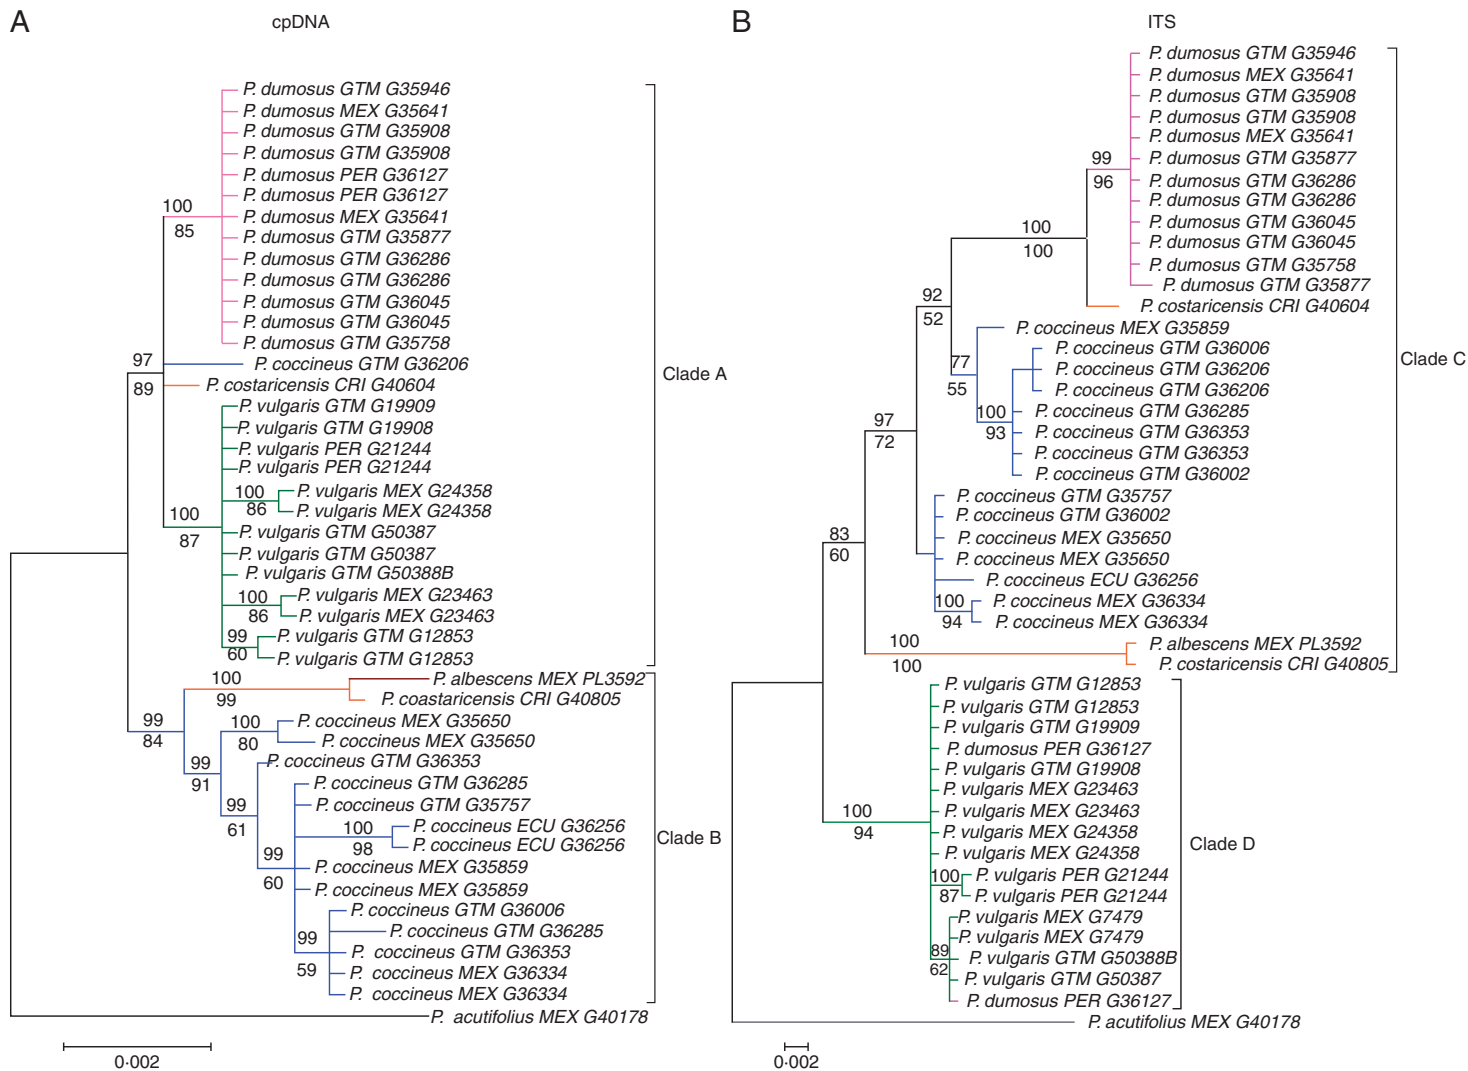 A
cpDNA
P. dumosus GTM G35946
P. dumosus MEX G35641
P. dumosus GTM G35908
P. dumosus GTM G35908
P. dumosus PER G36127
P. dumosus PER G36127
100
P. dumosus MEX G35641
85
P. dumosus GTM G35877
P. dumosus GTM G36286
P. dumosus GTM G36286
P. dumosus GTM G36045
P. dumosus GTM G36045
P. dumosus GTM G35758
97
P. coccineus GTM G36206
89
P. costaricensis CRI G40604
Clade A
P. vulgaris GTM G19909
P. vulgaris GTM G19908
P. vulgaris PER G21244
P. vulgaris PER G21244
100
P. vulgaris MEX G24358
86
P. vulgaris MEX G24358
100
87
P. vulgaris GTM G50387
P. vulgaris GTM G50387
P. vulgaris GTM G50388B
100
P. vulgaris MEX G23463
86
P. vulgaris MEX G23463
99
P. vulgaris GTM G12853
60
P. vulgaris GTM G12853
100
P. albescens MEX PL3592
99
P. coastaricensis CRI G40805
99
84
100
P. coccineus MEX G35650
80
P. coccineus MEX G35650
99
91
P. coccineus GTM G36353
P. coccineus GTM G36285
99
61
P. coccineus GTM G35757
100
P. coccineus ECU G36256
98
P. coccineus ECU G36256
Clade B
99
60
P. coccineus MEX G35859
P. coccineus MEX G35859
P. coccineus GTM G36006
P. coccineus GTM G36285
99
59
P. coccineus GTM G36353
P. coccineus MEX G36334
P. coccineus MEX G36334
P. acutifolius MEX G40178
0·002
B
ITS
P. dumosus GTM G35946
P. dumosus MEX G35641
P. dumosus GTM G35908
P. dumosus GTM G35908
P. dumosus MEX G35641
99
96
P. dumosus GTM G35877
P. dumosus GTM G36286
P. dumosus GTM G36286
P. dumosus GTM G36045
100
100
P. dumosus GTM G36045
P. dumosus GTM G35758
P. dumosus GTM G35877
92
52
P. costaricensis CRI G40604
P. coccineus MEX G35859
P. coccineus GTM G36006
77
55
P. coccineus GTM G36206
P. coccineus GTM G36206
Clade C
100
93
P. coccineus GTM G36285
P. coccineus GTM G36353
P. coccineus GTM G36353
P. coccineus GTM G36002
97
72
P. coccineus GTM G35757
P. coccineus GTM G36002
P. coccineus MEX G35650
P. coccineus MEX G35650
83
60
P. coccineus ECU G36256
100
P. coccineus MEX G36334
94
P. coccineus MEX G36334
100
P. albescens MEX PL3592
100
P. costaricensis CRI G40805
P. vulgaris GTM G12853
P. vulgaris GTM G12853
P. vulgaris GTM G19909
P. dumosus PER G36127
P. vulgaris GTM G19908
P. vulgaris MEX G23463
100
94
P. vulgaris MEX G23463
P. vulgaris MEX G24358
P. vulgaris MEX G24358
Clade D
100
P. vulgaris PER G21244
87
P. vulgaris PER G21244
P. vulgaris MEX G7479
P. vulgaris MEX G7479
89
62
P. vulgaris GTM G50388B
P. vulgaris GTM G50387
P. dumosus PER G36127
P. acutifolius MEX G40178
0·002